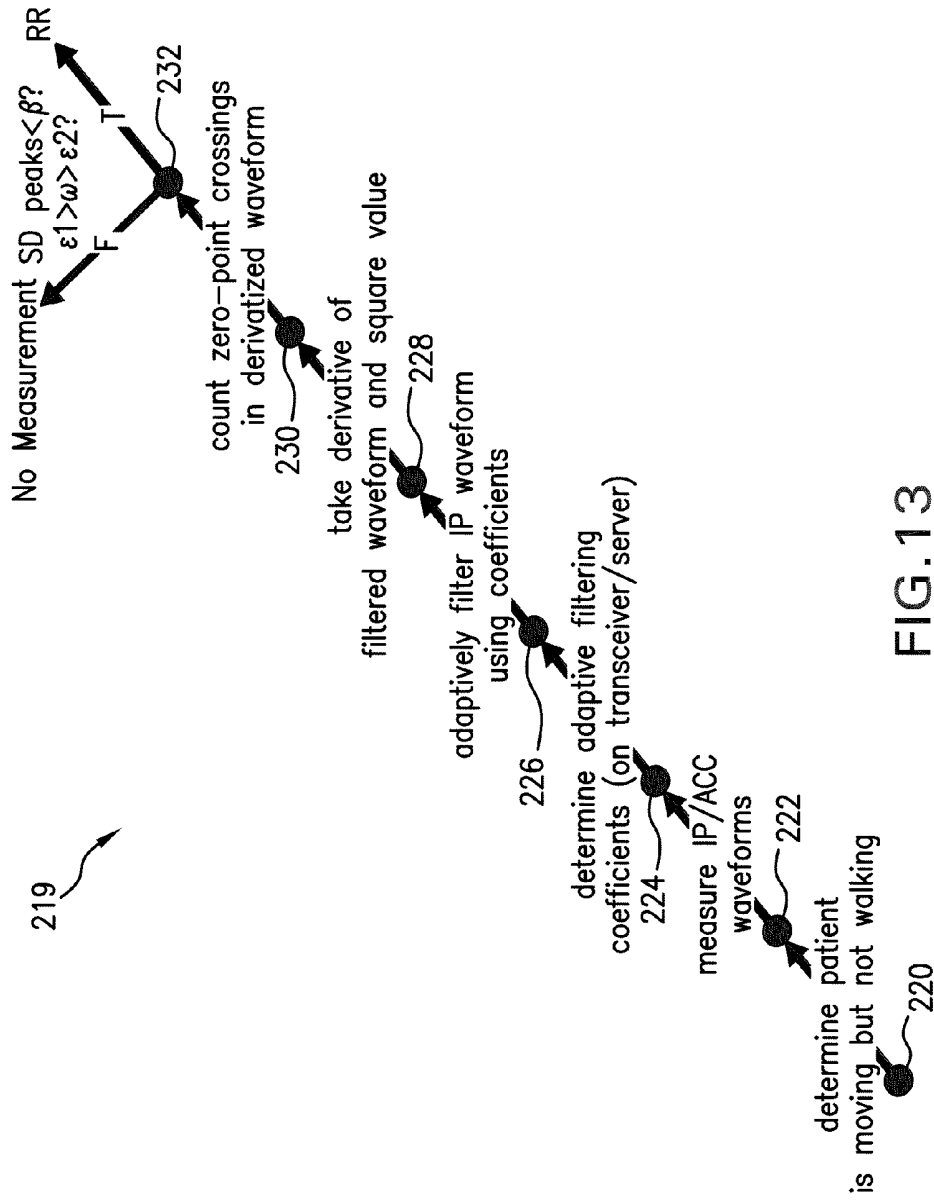 219
No Measurement
SD peaks<β?
ε1>ω>ε2?
RR
F
T
232
count zero-point crossings
in derivatized waveform
230
take derivative of
filtered waveform and square value
228
adaptively filter IP waveform
using coefficients
226
determine adaptive filtering
coefficients (on transceiver/server)
224
measure IP/ACC
waveforms
222
determine patient
is moving but not walking
220
FIG.13